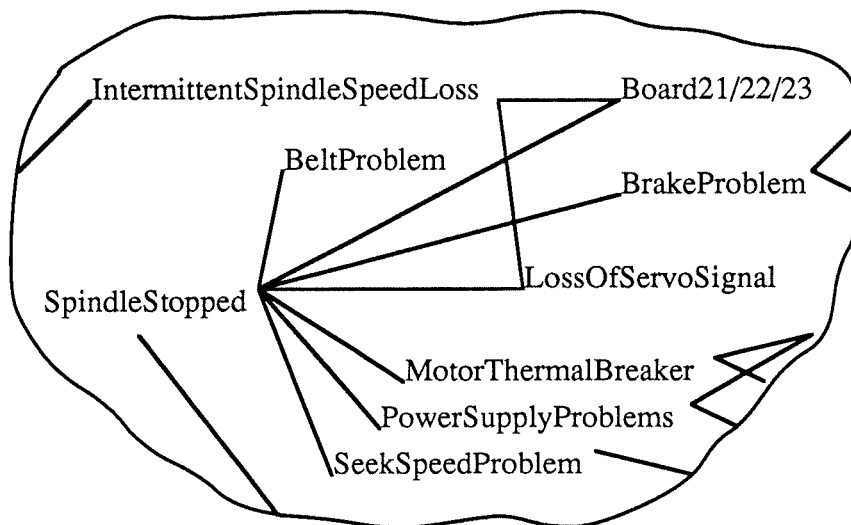 IntermittentSpindleSpeedLoss
Board21/22/23
BeltProblem
BrakeProblem
LossOfServoSignal
SpindleStopped
MotorThermalBreaker
PowerSupplyProblems
SeekSpeedProblem